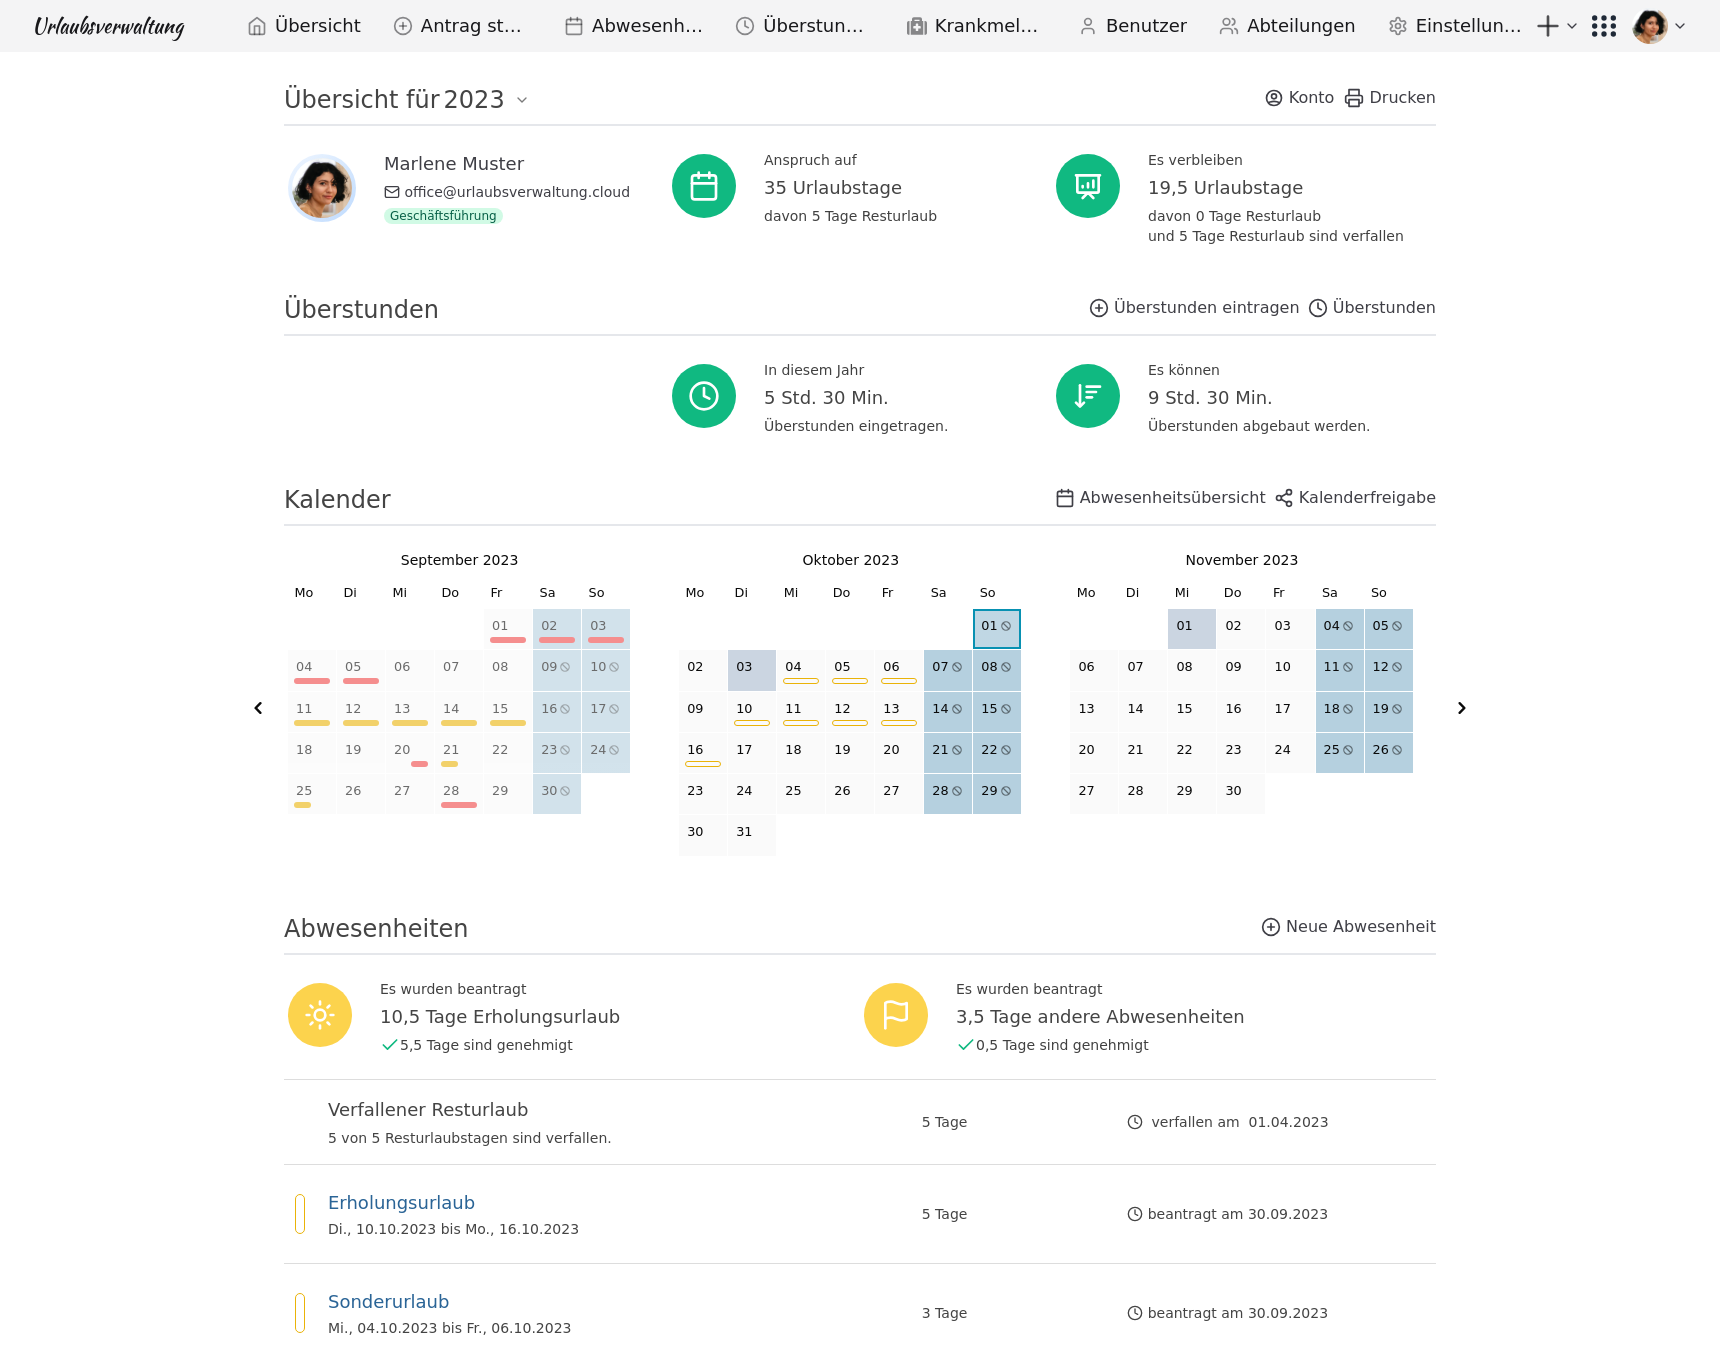 Urlaubsverwaltung
Übersicht
Antrag st...
Abwesenh...
Überstun...
Krankmel...
Benutzer
Abteilungen
Einstellun...
Übersicht für 2023
Konto
Drucken
Marlene Muster
office@urlaubsverwaltung.cloud
Geschäftsführung
Anspruch auf
35 Urlaubstage
davon 5 Tage Resturlaub
Es verbleiben
19,5 Urlaubstage
davon 0 Tage Resturlaub
und 5 Tage Resturlaub sind verfallen
Überstunden
Überstunden eintragen
Überstunden
In diesem Jahr
5 Std. 30 Min.
Überstunden eingetragen.
Es können
9 Std. 30 Min.
Überstunden abgebaut werden.
Kalender
Abwesenheitsübersicht
Kalenderfreigabe
September 2023
Mo Di Mi Do Fr Sa So
01 02 03
04 05 06 07 08 09 10
11 12 13 14 15 16 17
18 19 20 21 22 23 24
25 26 27 28 29 30
Oktober 2023
Mo Di Mi Do Fr Sa So
01
02 03 04 05 06 07 08
09 10 11 12 13 14 15
16 17 18 19 20 21 22
23 24 25 26 27 28 29
30 31
November 2023
Mo Di Mi Do Fr Sa So
01 02 03 04 05
06 07 08 09 10 11 12
13 14 15 16 17 18 19
20 21 22 23 24 25 26
27 28 29 30
Abwesenheiten
Neue Abwesenheit
Es wurden beantragt
10,5 Tage Erholungsurlaub
5,5 Tage sind genehmigt
Es wurden beantragt
3,5 Tage andere Abwesenheiten
0,5 Tage sind genehmigt
Verfallener Resturlaub
5 von 5 Resturlaubstagen sind verfallen.
5 Tage
verfallen am 01.04.2023
Erholungsurlaub
Di., 10.10.2023 bis Mo., 16.10.2023
5 Tage
beantragt am 30.09.2023
Sonderurlaub
Mi., 04.10.2023 bis Fr., 06.10.2023
3 Tage
beantragt am 30.09.2023